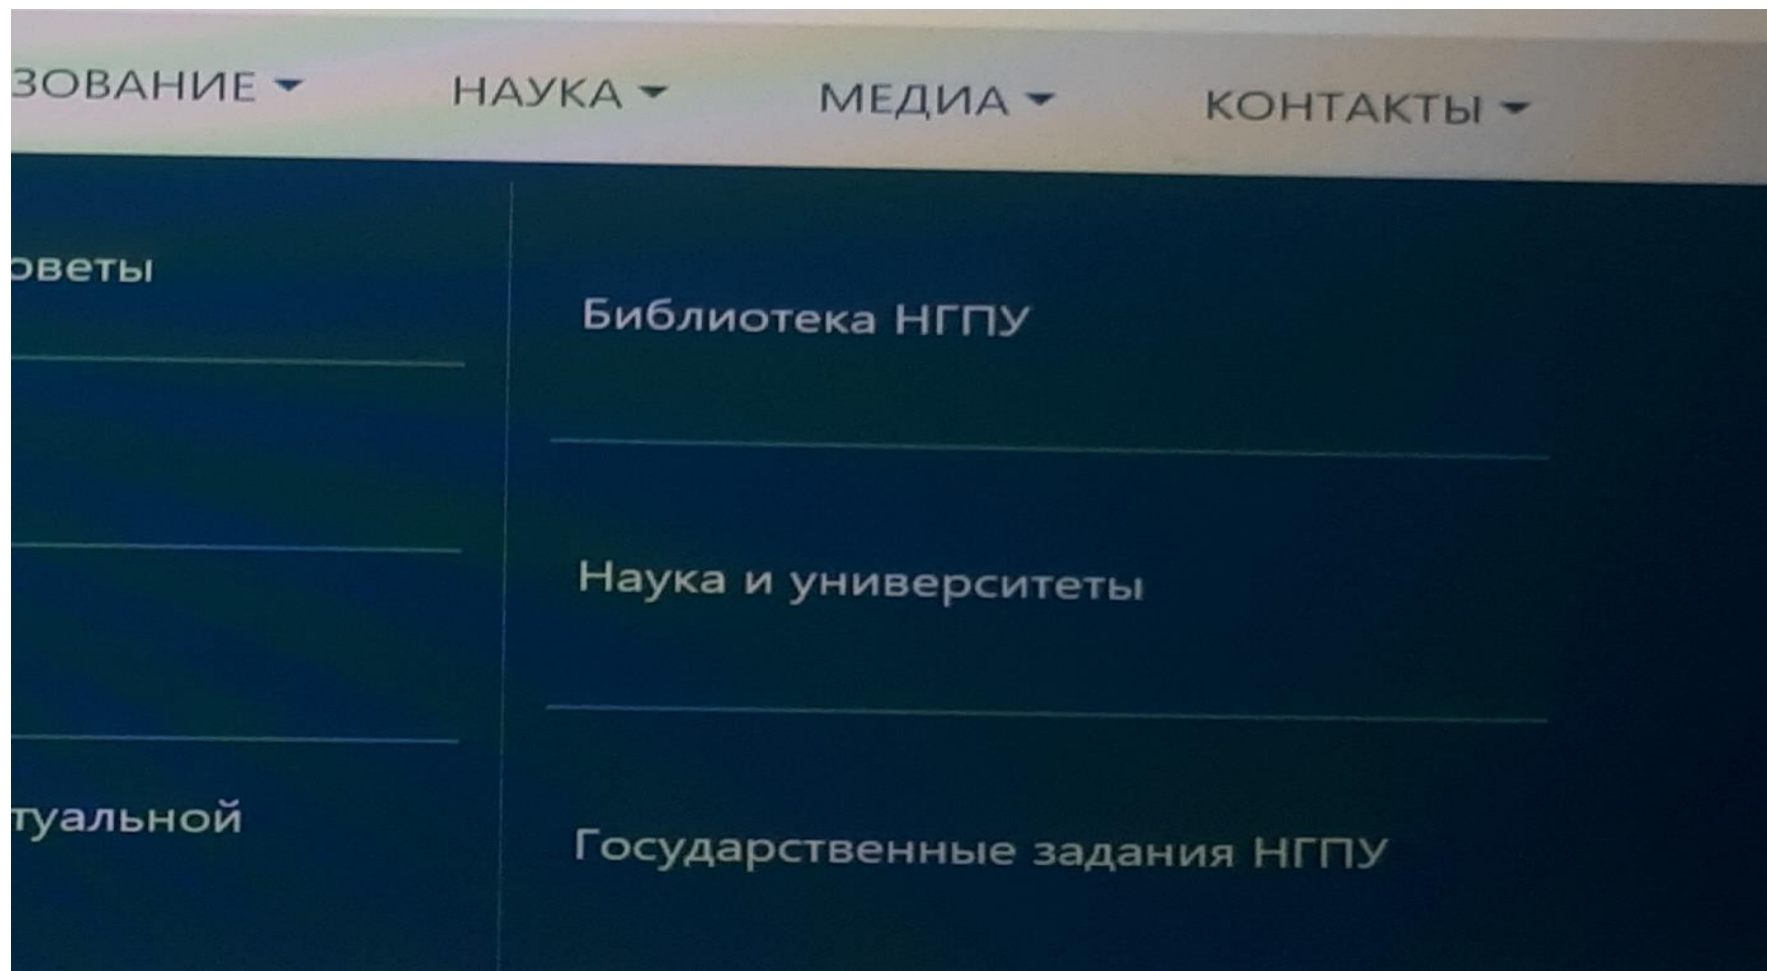 ЗОВАНИЕ НАУКА МЕДИА КОНТАКТЫ
оветы
Библиотека НГПУ
Наука и университеты
туальной
Государственные задания НГПУ